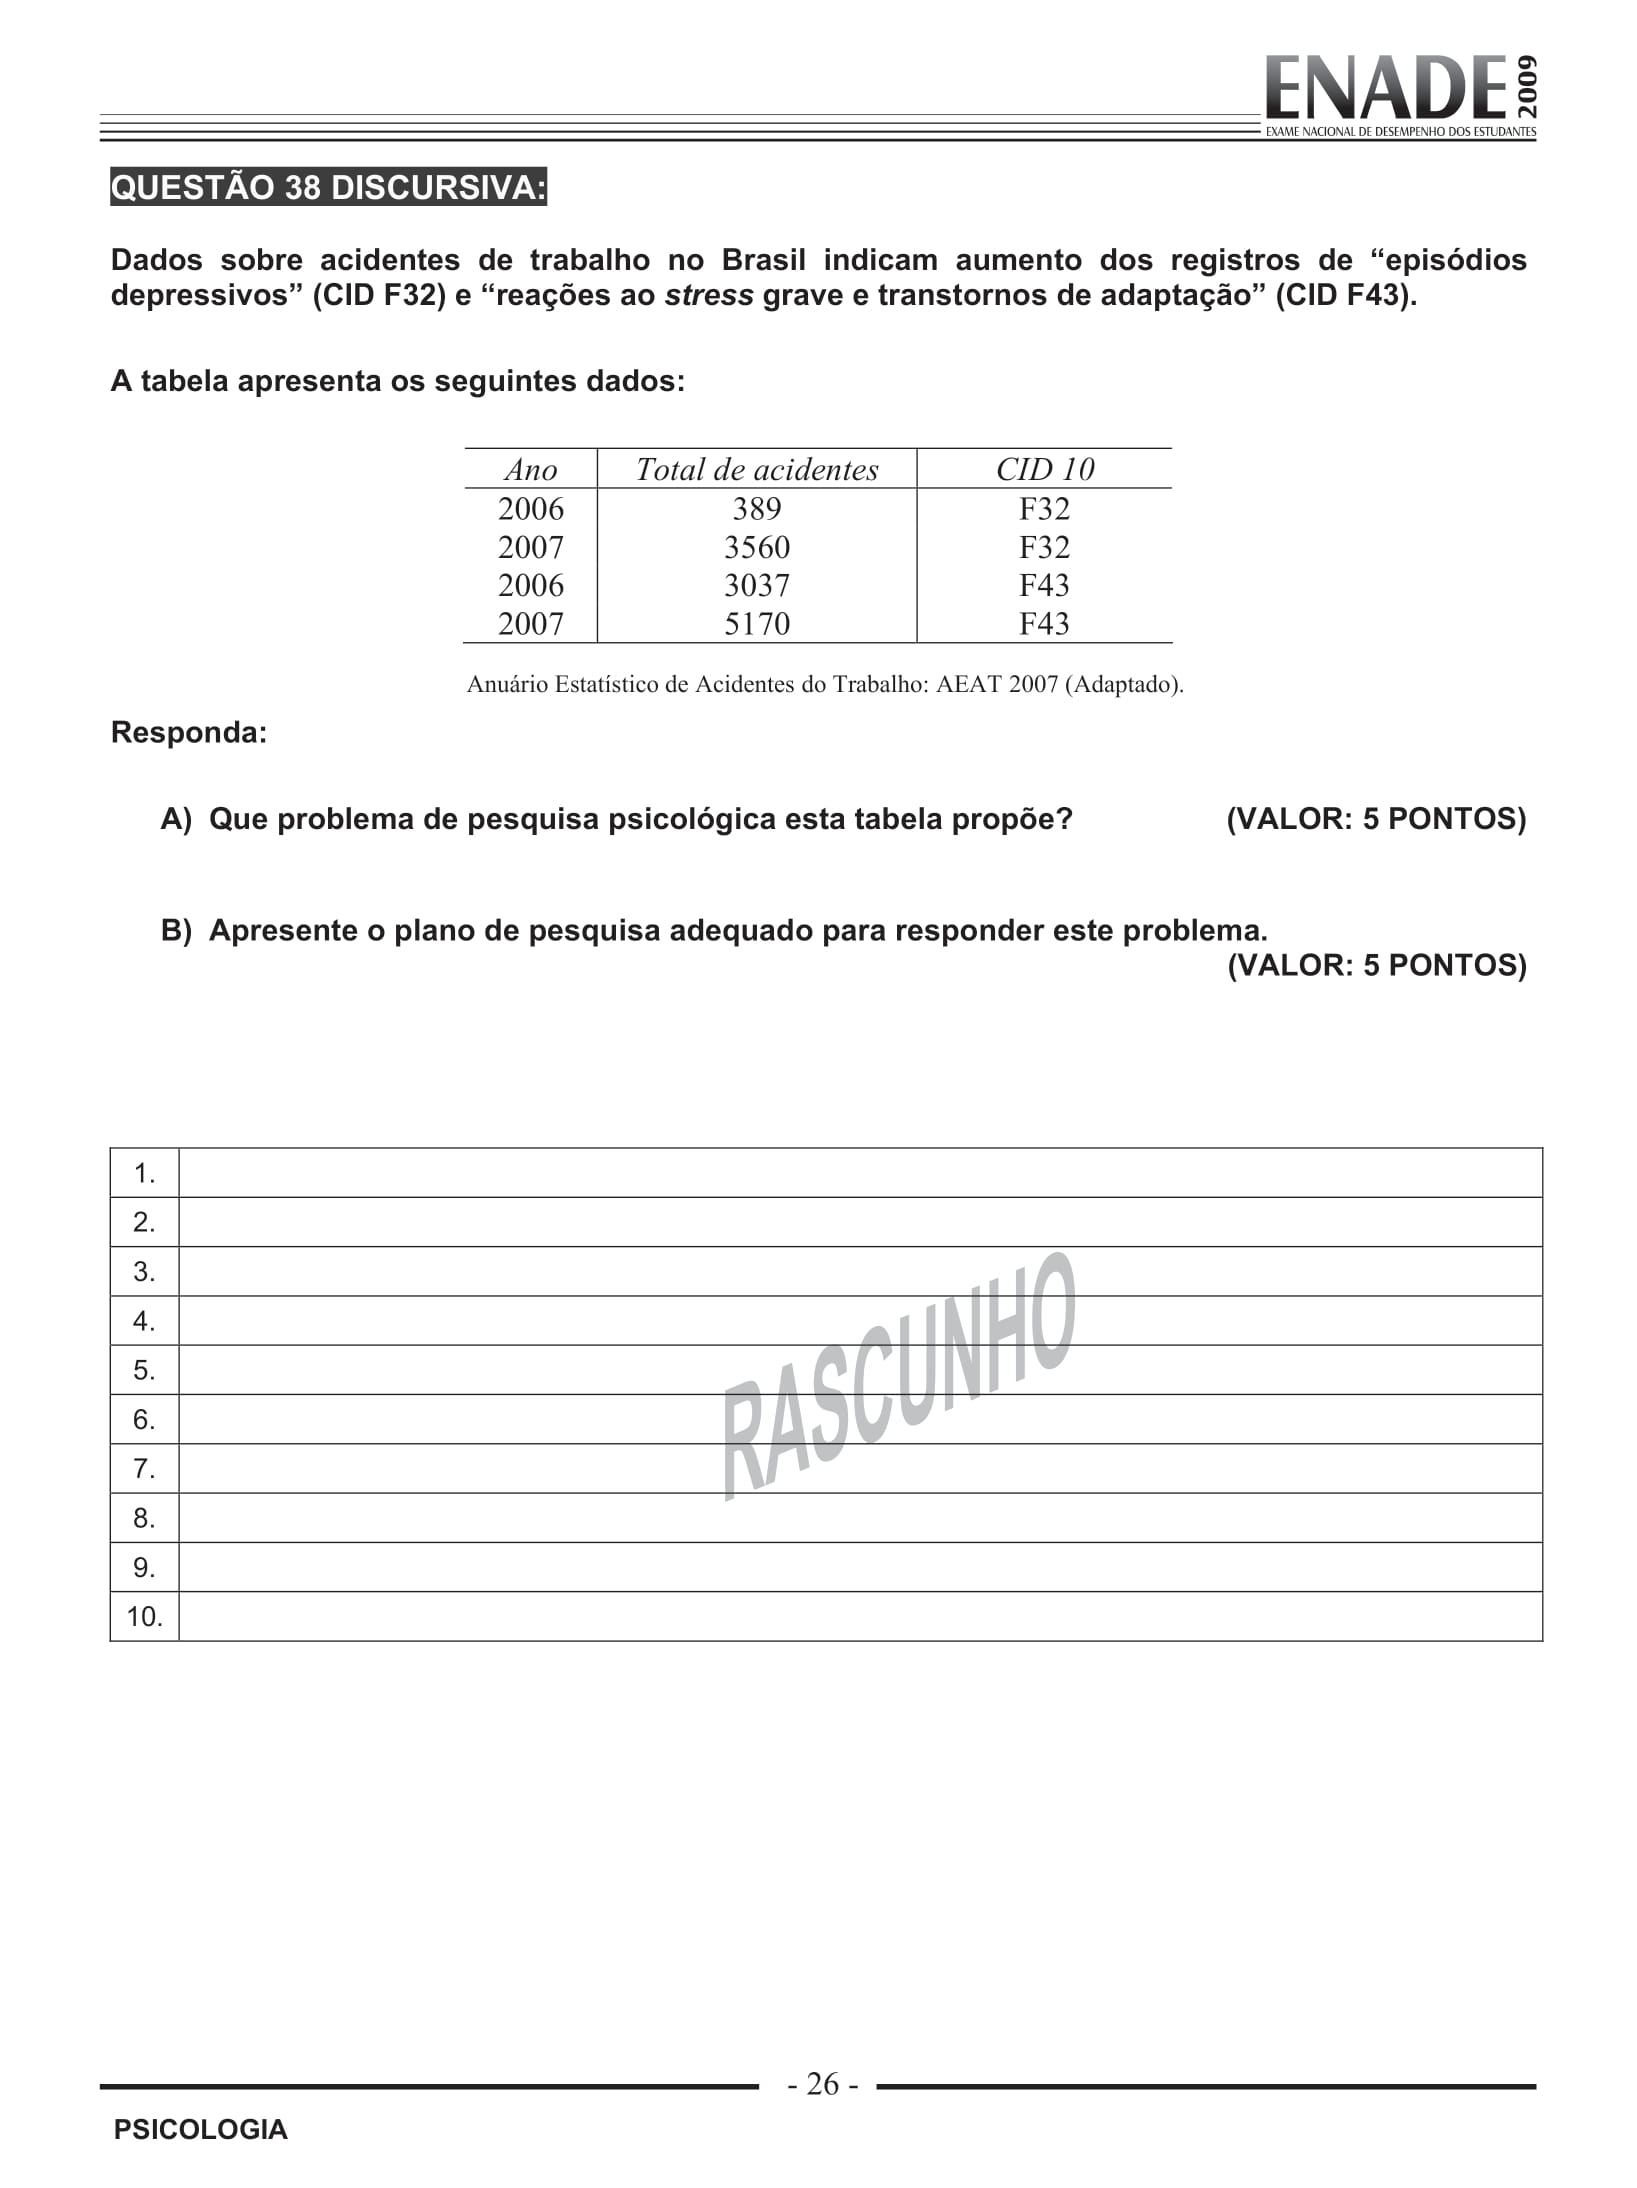 ENADE 2009
EXAME NACIONAL DE DESEMPENHO DOS ESTUDANTES
QUESTÃO 38 DISCURSIVA:
Dados sobre acidentes de trabalho no Brasil indicam aumento dos registros de “episódios
depressivos” (CID F32) e “reações ao stress grave e transtornos de adaptação” (CID F43).
A tabela apresenta os seguintes dados:
Ano Total de acidentes CID 10
2006 389 F32
2007 3560 F32
2006 3037 F43
2007 5170 F43
Anuário Estatístico de Acidentes do Trabalho: AEAT 2007 (Adaptado).
Responda:
A) Que problema de pesquisa psicológica esta tabela propõe? (VALOR: 5 PONTOS)
B) Apresente o plano de pesquisa adequado para responder este problema.
(VALOR: 5 PONTOS)
1.
2.
3.
4.
5.
6.
7.
8.
9.
10.
RASCUNHO
- 26 -
PSICOLOGIA